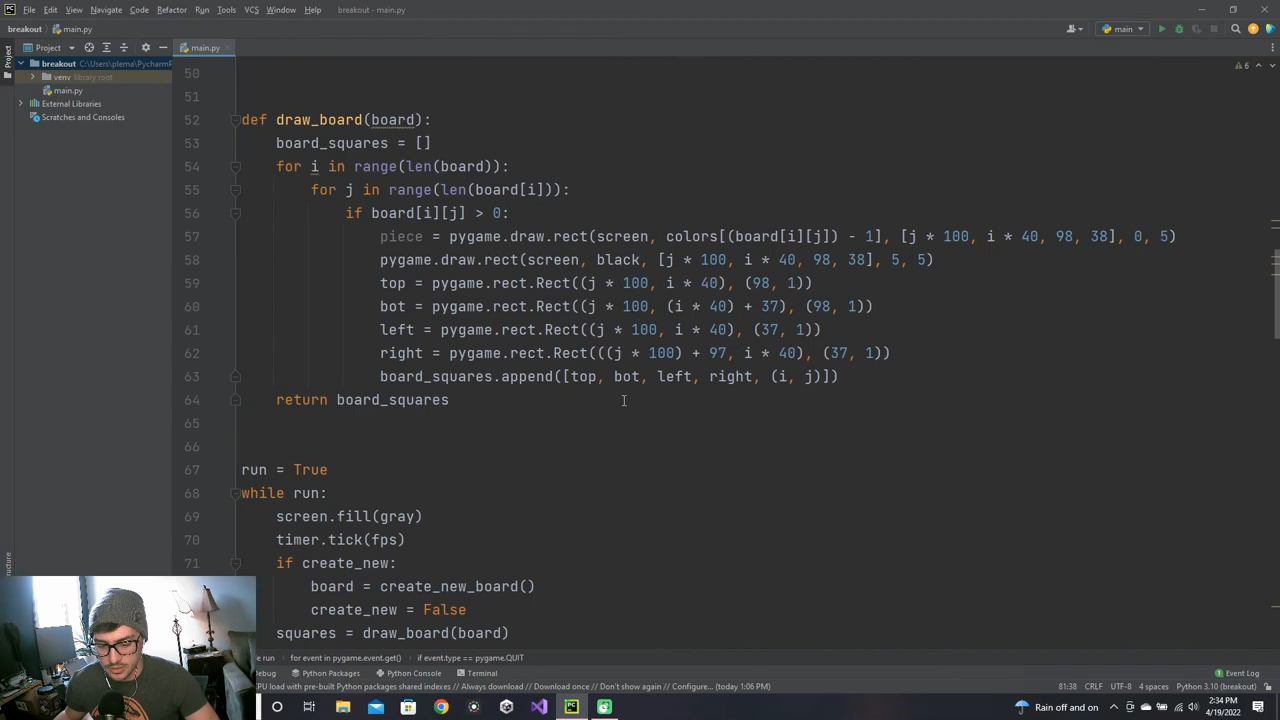 File Edit View Navigate Code Refactor Run Tools VCS Window Help breakout - main.py
breakout main.py main
Project main.py
Project
breakout C:\Users\plema\PycharmP
venv library root
main.py
External Libraries
Scratches and Consoles
6
50
51
52 def draw_board(board):
53 board_squares = []
54 for i in range(len(board)):
55 for j in range(len(board[i])):
56 if board[i][j] > 0:
57 piece = pygame.draw.rect(screen, colors[(board[i][j]) - 1], [j * 100, i * 40, 98, 38], 0, 5)
58 pygame.draw.rect(screen, black, [j * 100, i * 40, 98, 38], 5, 5)
59 top = pygame.rect.Rect((j * 100, i * 40), (98, 1))
60 bot = pygame.rect.Rect((j * 100, (i * 40) + 37), (98, 1))
61 left = pygame.rect.Rect((j * 100, i * 40), (37, 1))
62 right = pygame.rect.Rect(((j * 100) + 97, i * 40), (37, 1))
63 board_squares.append([top, bot, left, right, (i, j)])
64 return board_squares
65
66
67 run = True
68 while run:
69 screen.fill(gray)
70 timer.tick(fps)
71 if create_new:
board = create_new_board()
create_new = False
squares = draw_board(board)
ructure
le run for event in pygame.event.get() if event.type == pygame.QUIT
Debug Python Packages Python Console Terminal Event Log
CPU load with pre-built Python packages shared indexes // Always download // Download once // Don't show again // Configure... (today 1:06 PM) 81:38 CRLF UTF-8 4 spaces Python 3.10 (breakout)
Rain off and on 2:34 PM
4/19/2022